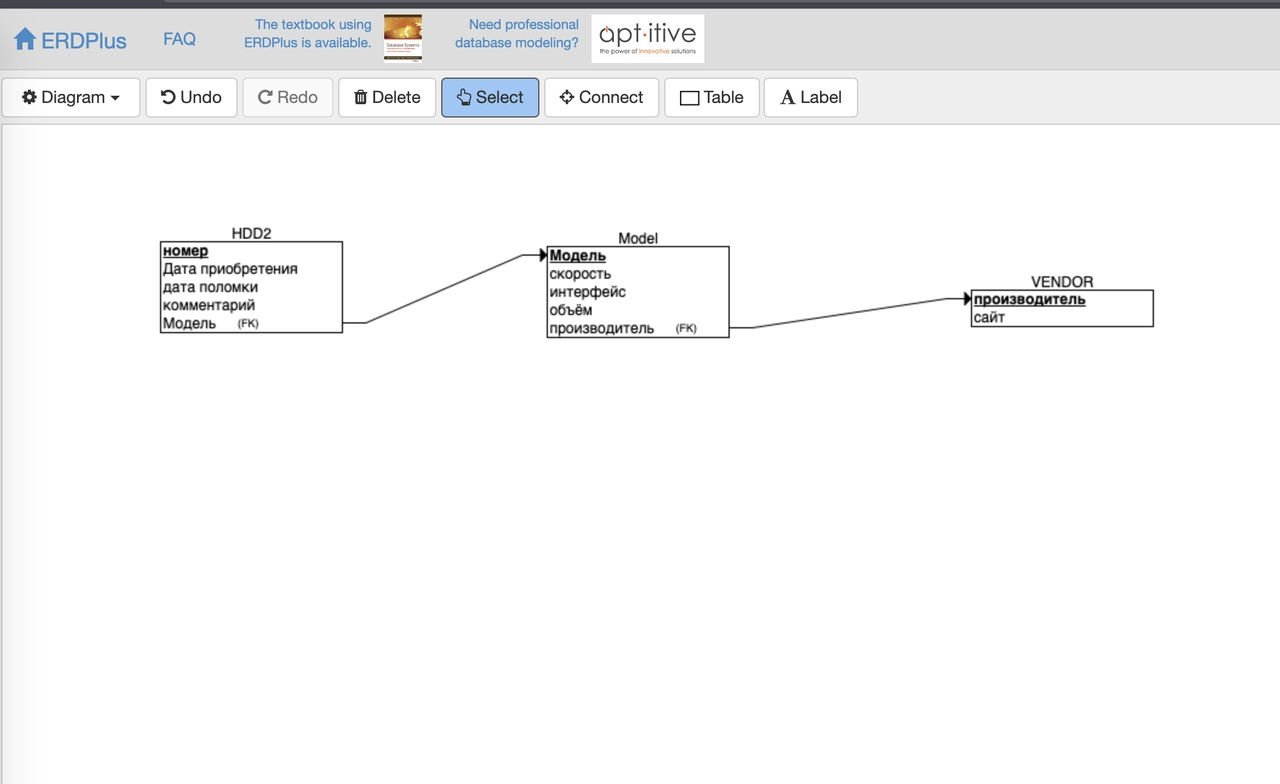 ERDPlus
FAQ
The textbook using
ERDPlus is available.
Database Systems
Need professional
database modeling?
apt·itive
the power of innovative solutions
Diagram
Undo
Redo
Delete
Select
Connect
Table
Label
HDD2
номер
Дата приобретения
дата поломки
комментарий
Модель (FK)
Model
Модель
скорость
интерфейс
объём
производитель (FK)
VENDOR
производитель
сайт